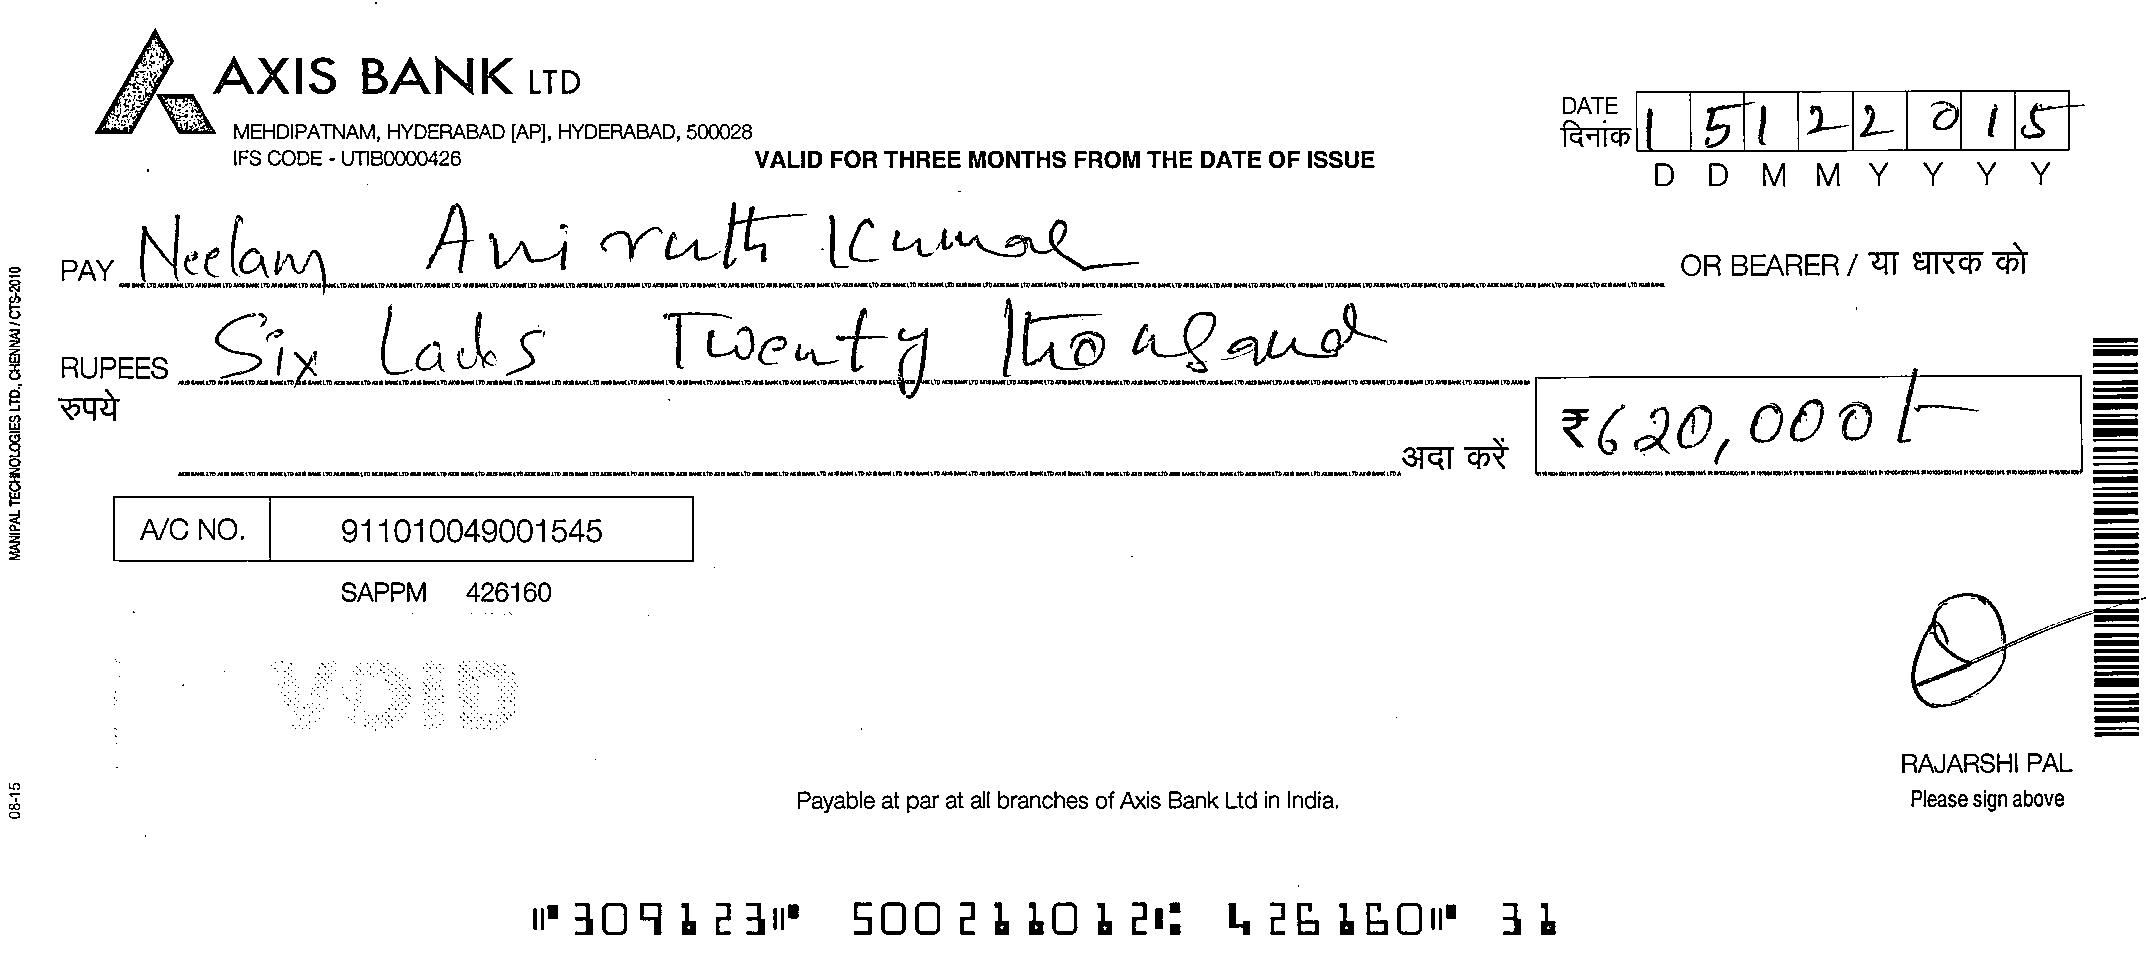 AXIS BANK LTD
MEHDIPATNAM, HYDERABAD [AP], HYDERABAD, 500028
IFS CODE - UTIB0000426
VALID FOR THREE MONTHS FROM THE DATE OF ISSUE
DATE
दिनांक 1 5 1 2 2 0 1 5
D D M M Y Y Y Y
PAY Neelam Aniruth Kumar OR BEARER / या धारक को
RUPEES Six Lacks Twenty Thousand
रुपये
अदा करें ₹620,000/-
A/C NO. 911010049001545
SAPPM 426160
VOID
RAJARSHI PAL
Please sign above
Payable at par at all branches of Axis Bank Ltd in India.
MANIPAL TECHNOLOGIES LTD., CHENNAI / CTS-2010
08-15
⑈309123⑈ 500211012⑆ 426160⑈ 31